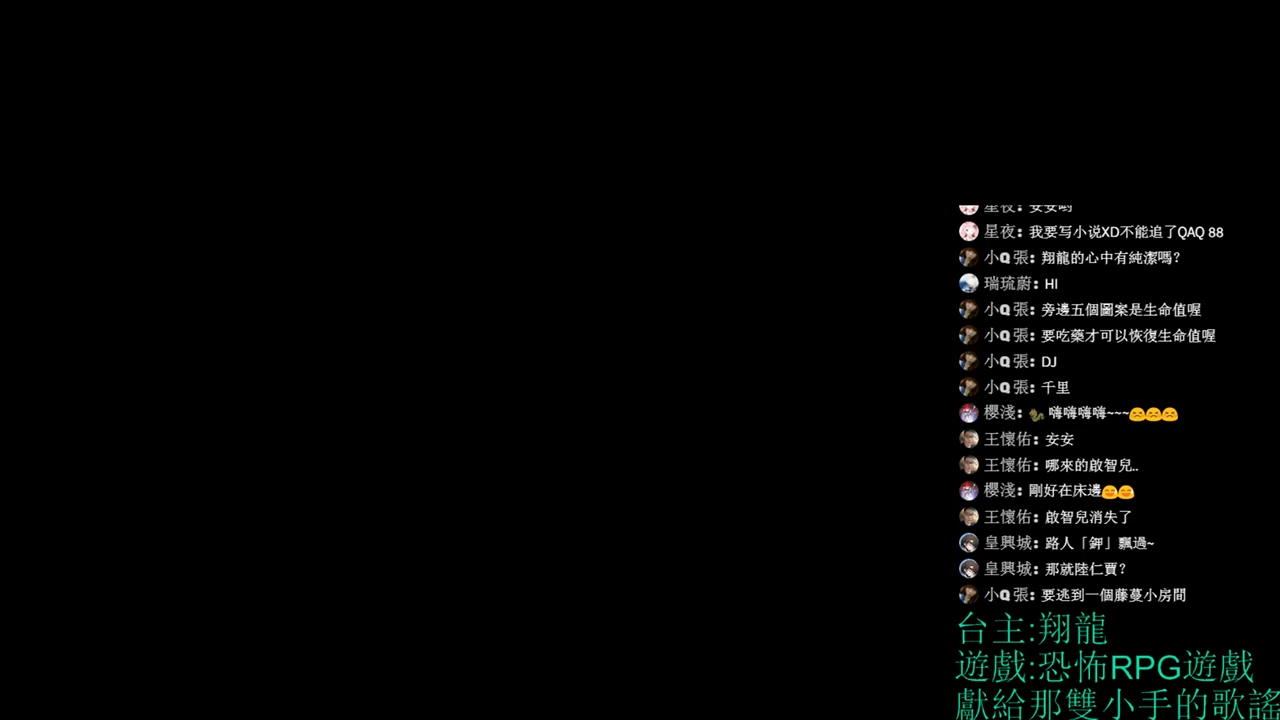 星夜: 安安喲
星夜: 我要写小说XD不能追了QAQ 88
小Q張: 翔龍的心中有純潔嗎?
瑞琉蔚: HI
小Q張: 旁邊五個圖案是生命值喔
小Q張: 要吃藥才可以恢復生命值喔
小Q張: DJ
小Q張: 千里
櫻淺: 🐉 嗨嗨嗨嗨~~~😣😣😣
王懷佑: 安安
王懷佑: 哪來的啟智兒..
櫻淺: 剛好在床邊😊😊
王懷佑: 啟智兒消失了
皇興城: 路人「鉀」飄過~
皇興城: 那就陸仁賈?
小Q張: 要逃到一個藤蔓小房間
台主:翔龍
遊戲:恐怖RPG遊戲
獻給那雙小手的歌謠